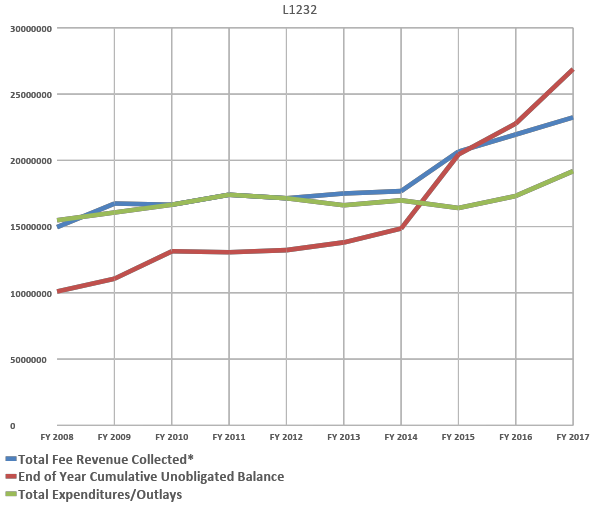 L1232
30000000
25000000
20000000
15000000
10000000
5000000
0
FY 2008 FY 2009 FY 2010 FY 2011 FY 2012 FY 2013 FY 2014 FY 2015 FY 2016 FY 2017
Total Fee Revenue Collected*
End of Year Cumulative Unobligated Balance
Total Expenditures/Outlays